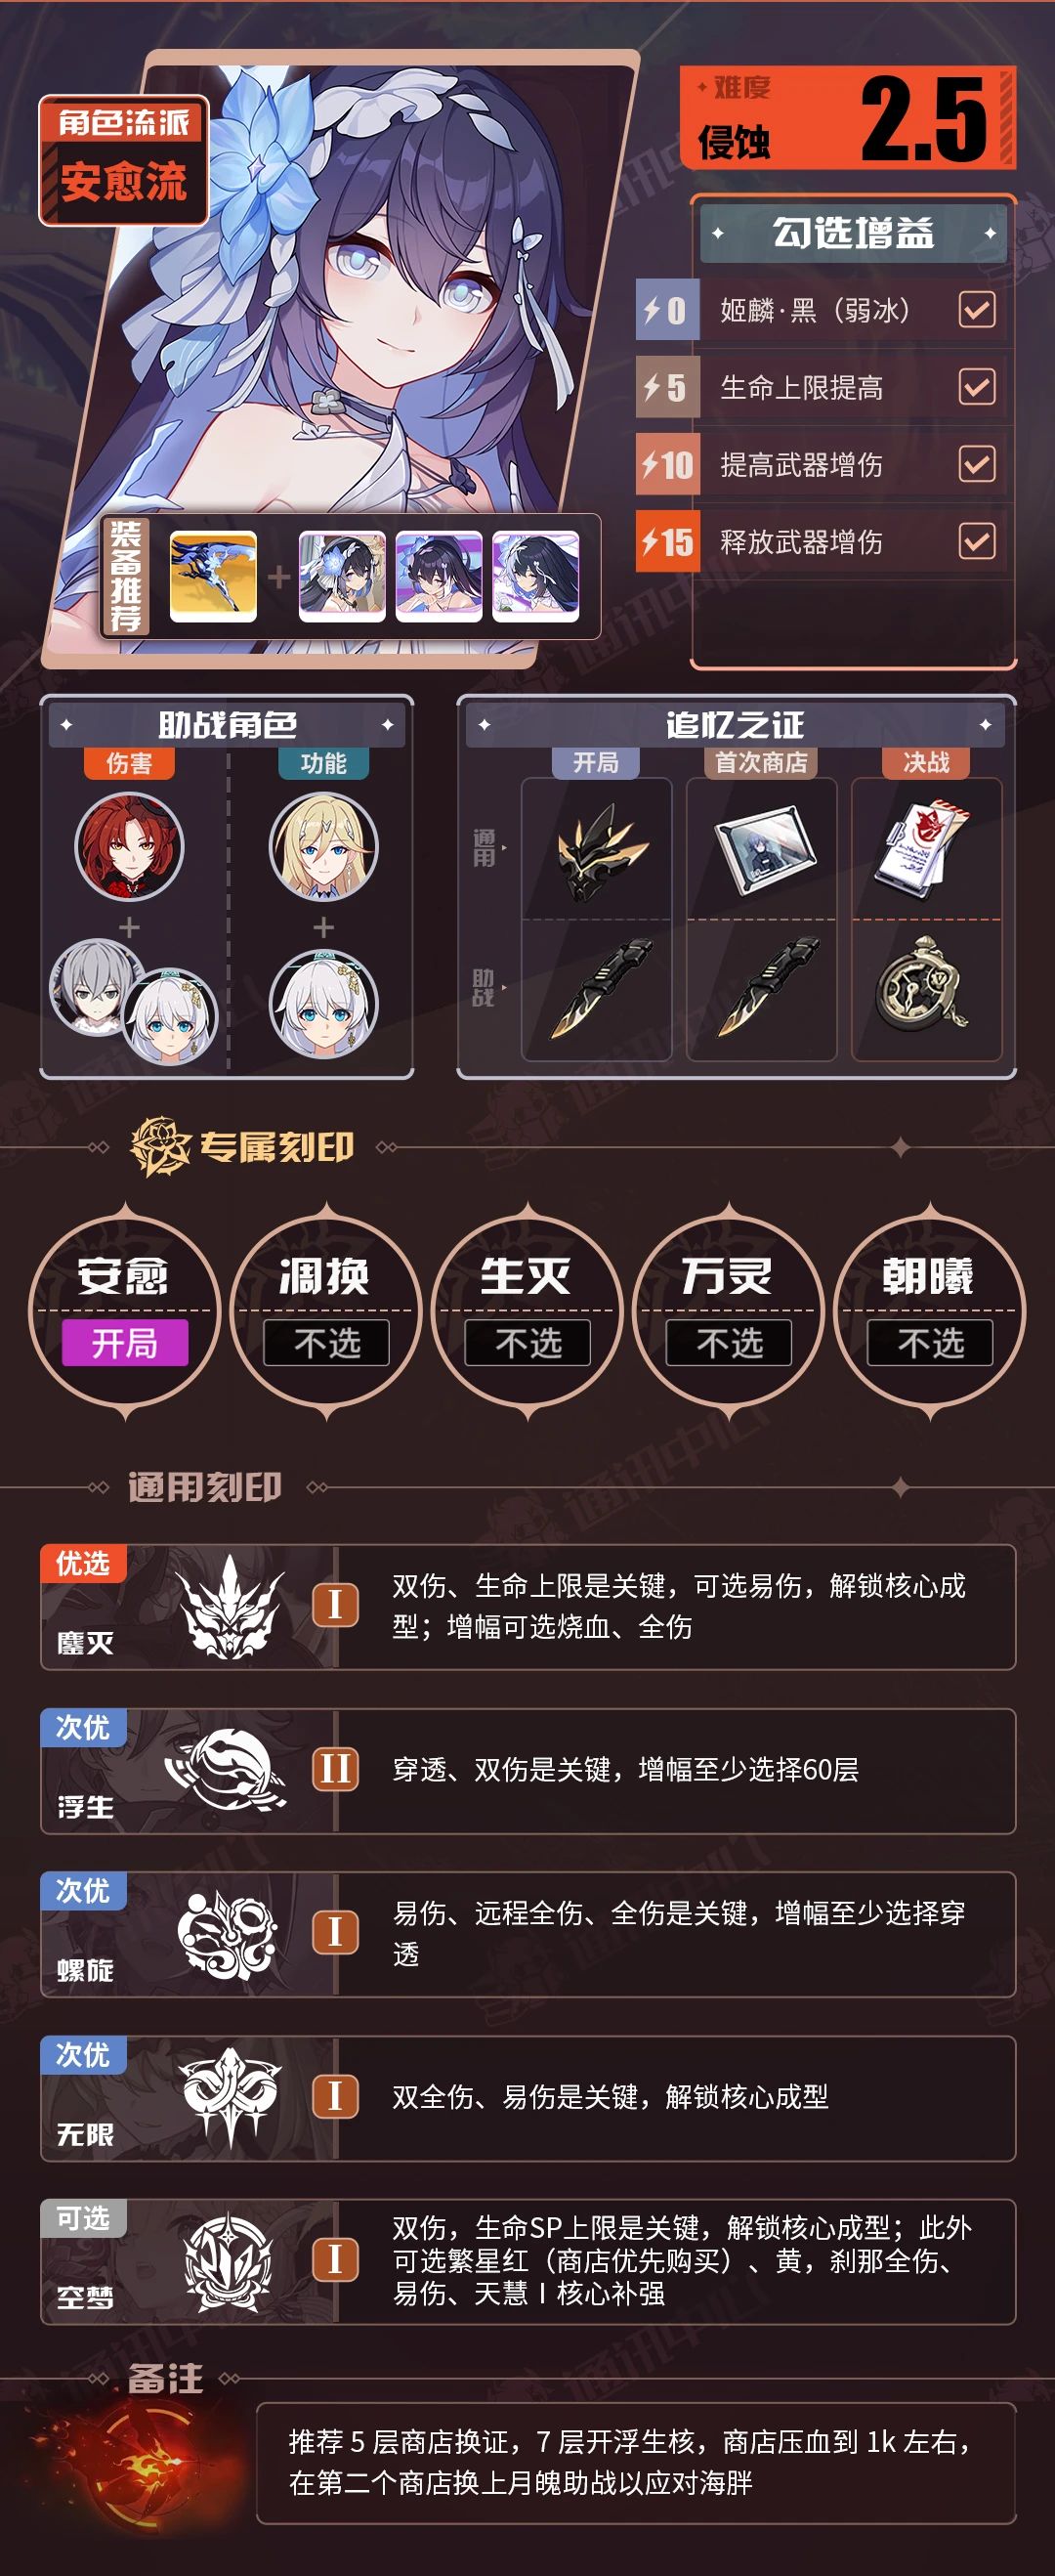 角色流派
安愈流
难度
侵蚀
2.5
勾选增益
0 姬麟·黑（弱冰）
5 生命上限提高
10 提高武器增伤
15 释放武器增伤
装备推荐
助战角色
伤害
功能
追忆之证
开局
首次商店
决战
通用
助战
专属刻印
安愈
开局
凋换
不选
生灭
不选
万灵
不选
朝曦
不选
通用刻印
优选
鏖灭
I
双伤、生命上限是关键，可选易伤，解锁核心成
型；增幅可选烧血、全伤
次优
浮生
II
穿透、双伤是关键，增幅至少选择60层
次优
螺旋
I
易伤、远程全伤、全伤是关键，增幅至少选择穿
透
次优
无限
I
双全伤、易伤是关键，解锁核心成型
可选
空梦
I
双伤，生命SP上限是关键，解锁核心成型；此外
可选繁星红（商店优先购买）、黄，刹那全伤、
易伤、天慧Ⅰ核心补强
备注
推荐 5 层商店换证，7 层开浮生核，商店压血到 1k 左右，
在第二个商店换上月魄助战以应对海胖
通讯中心